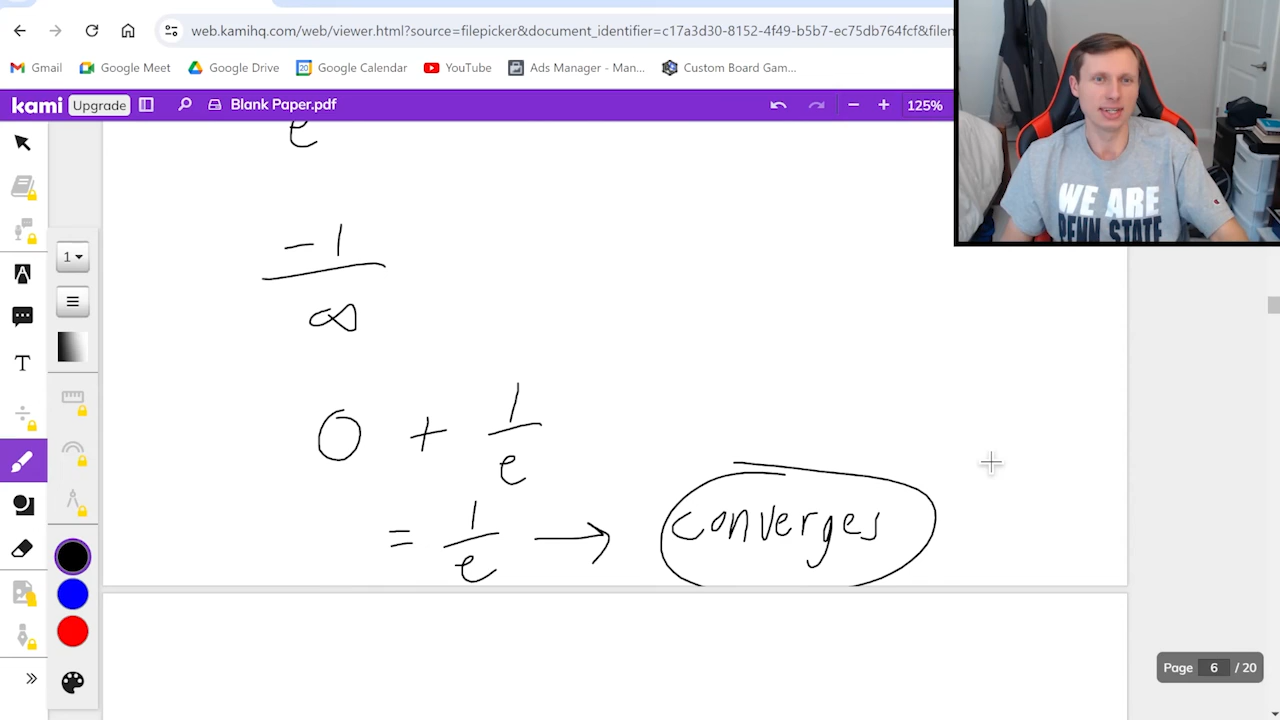 web.kamihq.com/web/viewer.html?source=filepicker&document_identifier=c17a3d30-8152-4f49-b5b7-ec75db764fcf&filen
Gmail Google Meet Google Drive 20 Google Calendar YouTube Ads Manager - Man... Custom Board Gam...
kami Upgrade Blank Paper.pdf 125%
e
-1
∞
0 + 1/e
= 1/e → converges
1
T
WE ARE
PENN STATE
Page 6 / 20